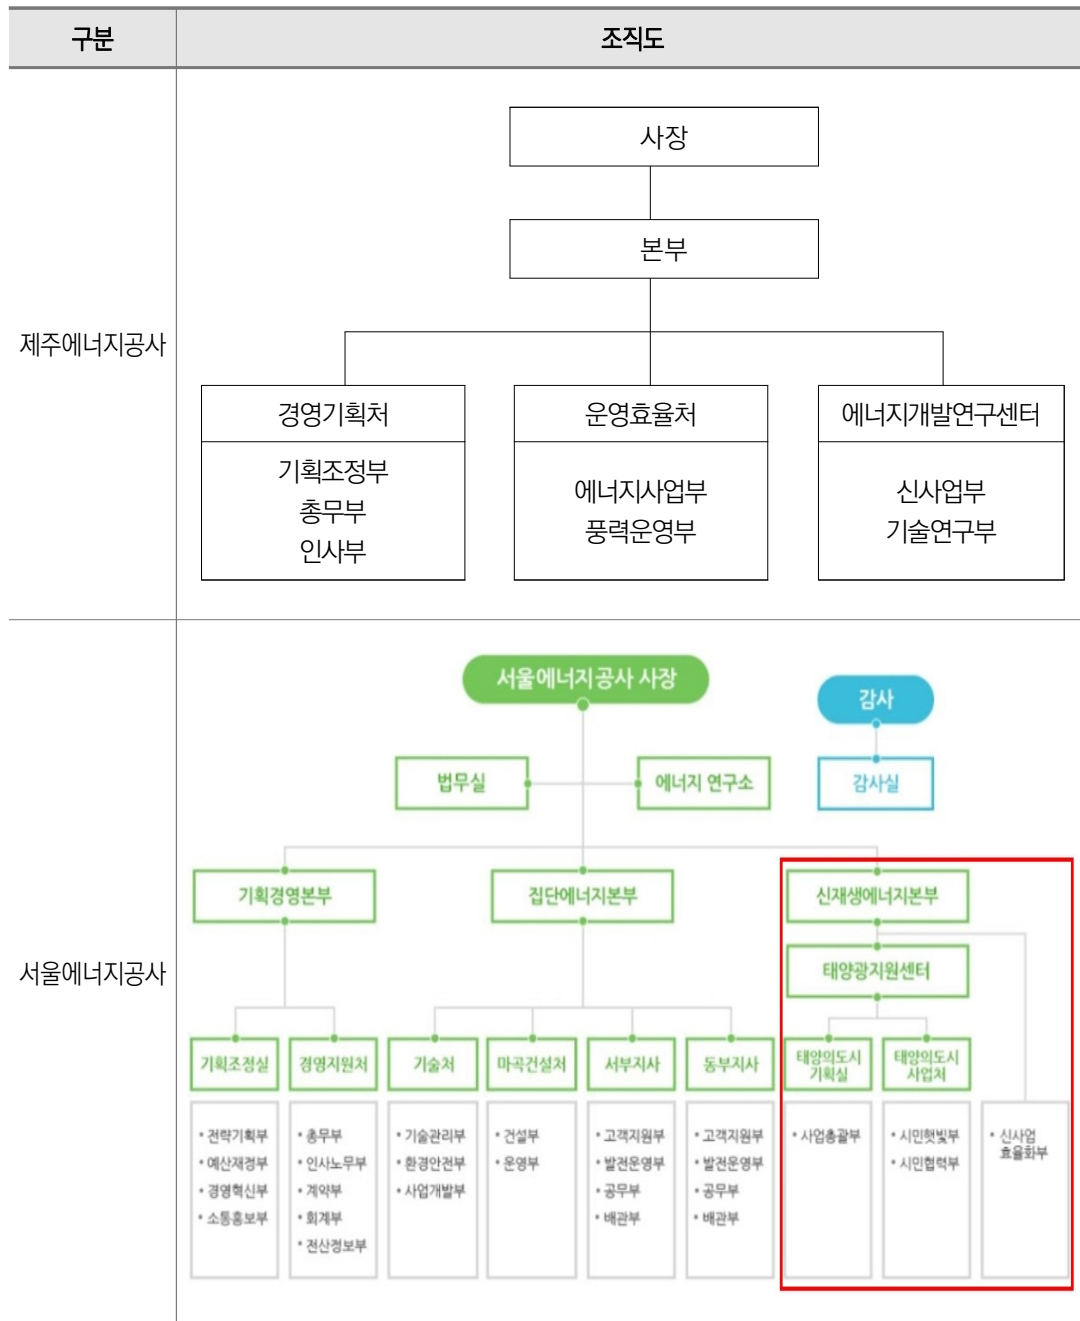 구분
조직도
제주에너지공사
사장
본부
경영기획처
기획조정부
총무부
인사부
운영효율처
에너지사업부
풍력운영부
에너지개발연구센터
신사업부
기술연구부
서울에너지공사
서울에너지공사 사장
감사
법무실
에너지 연구소
감사실
기획경영본부
집단에너지본부
신재생에너지본부
태양광지원센터
기획조정실
• 전략기획부
• 예산재정부
• 경영혁신부
• 소통홍보부
경영지원처
• 총무부
• 인사노무부
• 계약부
• 회계부
• 전산정보부
기술처
• 기술관리부
• 환경안전부
• 사업개발부
마곡건설처
• 건설부
• 운영부
서부지사
• 고객지원부
• 발전운영부
• 공무부
• 배관부
동부지사
• 고객지원부
• 발전운영부
• 공무부
• 배관부
태양의도시
기획실
• 사업총괄부
태양의도시
사업처
• 시민햇빛부
• 시민협력부
• 신사업
효율화부